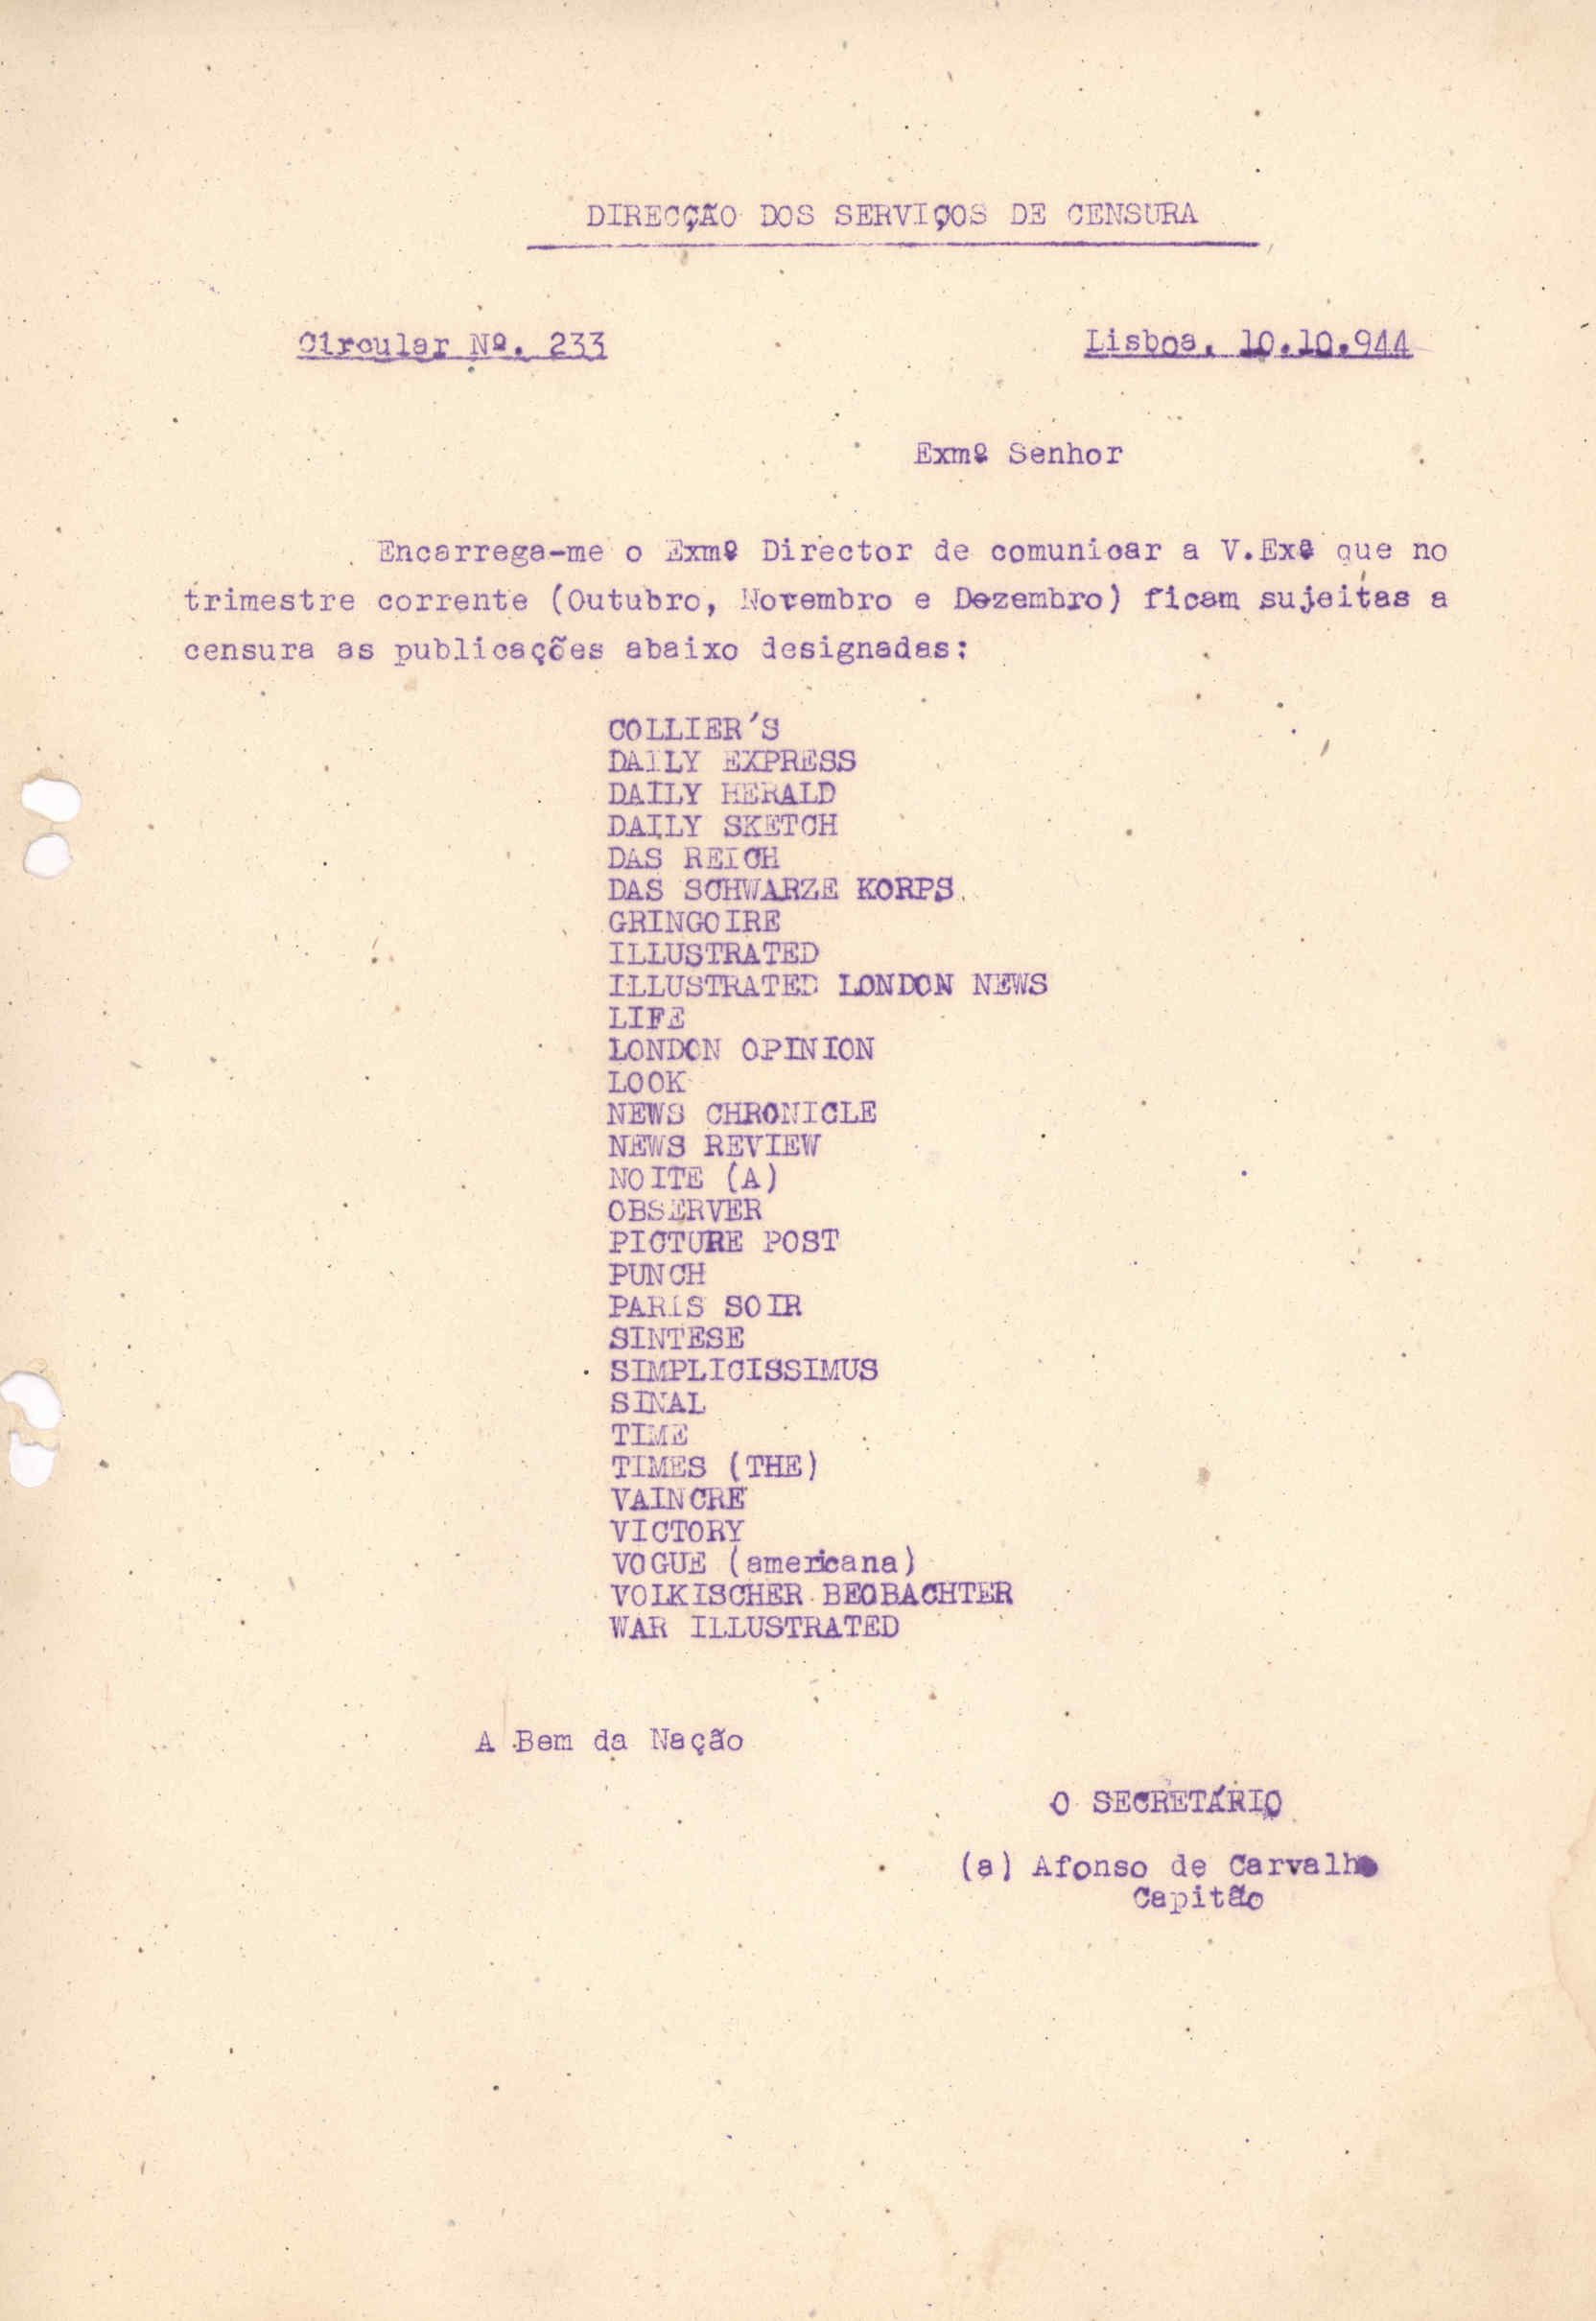 DIRECÇÃO DOS SERVIÇOS DE CENSURA
Circular Nº. 233
Lisboa, 10.10.944
Exmº Senhor
Encarrega-me o Exmº Director de comunicar a V.Exª que no
trimestre corrente (Outubro, Novembro e Dezembro) ficam sujeitas a
censura as publicações abaixo designadas:
COLLIER'S
DAILY EXPRESS
DAILY HERALD
DAILY SKETCH
DAS REICH
DAS SCHWARZE KORPS
GRINGOIRE
ILLUSTRATED
ILLUSTRATED LONDON NEWS
LIFE
LONDON OPINION
LOOK
NEWS CHRONICLE
NEWS REVIEW
NOITE (A)
OBSERVER
PICTURE POST
PUNCH
PARIS SOIR
SINTESE
SIMPLICISSIMUS
SINAL
TIME
TIMES (THE)
VAINCRE
VICTORY
VOGUE (americana)
VOLKISCHER BEOBACHTER
WAR ILLUSTRATED
A Bem da Nação
O SECRETÁRIO
(a) Afonso de Carvalho
Capitão